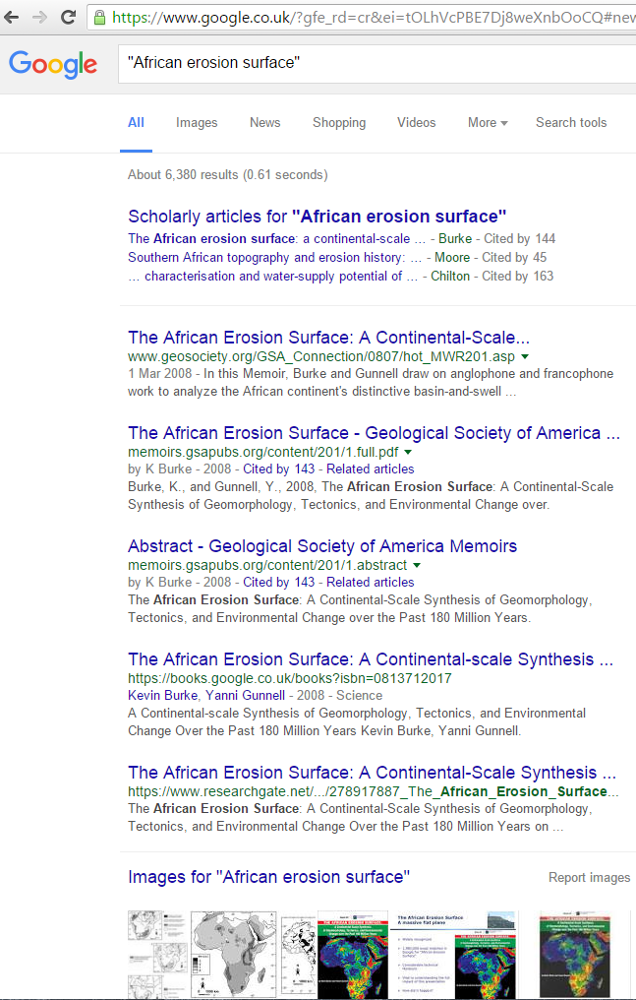 https://www.google.co.uk/?gfe_rd=cr&ei=tOLhVcPBE7Dj8weXnbOoCQ#new
Google
"African erosion surface"
All Images News Shopping Videos More Search tools
About 6,380 results (0.61 seconds)
Scholarly articles for "African erosion surface"
The African erosion surface: a continental-scale ... - Burke - Cited by 144
Southern African topography and erosion history: ... - Moore - Cited by 45
... characterisation and water-supply potential of ... - Chilton - Cited by 163
The African Erosion Surface: A Continental-Scale...
www.geosociety.org/GSA_Connection/0807/hot_MWR201.asp
1 Mar 2008 - In this Memoir, Burke and Gunnell draw on anglophone and francophone
work to analyze the African continent's distinctive basin-and-swell ...
The African Erosion Surface - Geological Society of America ...
memoirs.gsapubs.org/content/201/1.full.pdf
by K Burke - 2008 - Cited by 143 - Related articles
Burke, K., and Gunnell, Y., 2008, The African Erosion Surface: A Continental-Scale
Synthesis of Geomorphology, Tectonics, and Environmental Change over.
Abstract - Geological Society of America Memoirs
memoirs.gsapubs.org/content/201/1.abstract
by K Burke - 2008 - Cited by 143 - Related articles
The African Erosion Surface: A Continental-Scale Synthesis of Geomorphology,
Tectonics, and Environmental Change over the Past 180 Million Years.
The African Erosion Surface: A Continental-scale Synthesis ...
https://books.google.co.uk/books?isbn=0813712017
Kevin Burke, Yanni Gunnell - 2008 - Science
A Continental-scale Synthesis of Geomorphology, Tectonics, and Environmental
Change Over the Past 180 Million Years Kevin Burke, Yanni Gunnell.
The African Erosion Surface: A Continental-Scale Synthesis ...
https://www.researchgate.net/.../278917887_The_African_Erosion_Surface...
The African Erosion Surface: A Continental-Scale Synthesis of Geomorphology,
Tectonics, and Environmental Change Over the Past 180 Million Years on ...
Images for "African erosion surface"
Report images
THE AFRICAN EROSION SURFACE
The African Erosion Surface
A massive flat plane